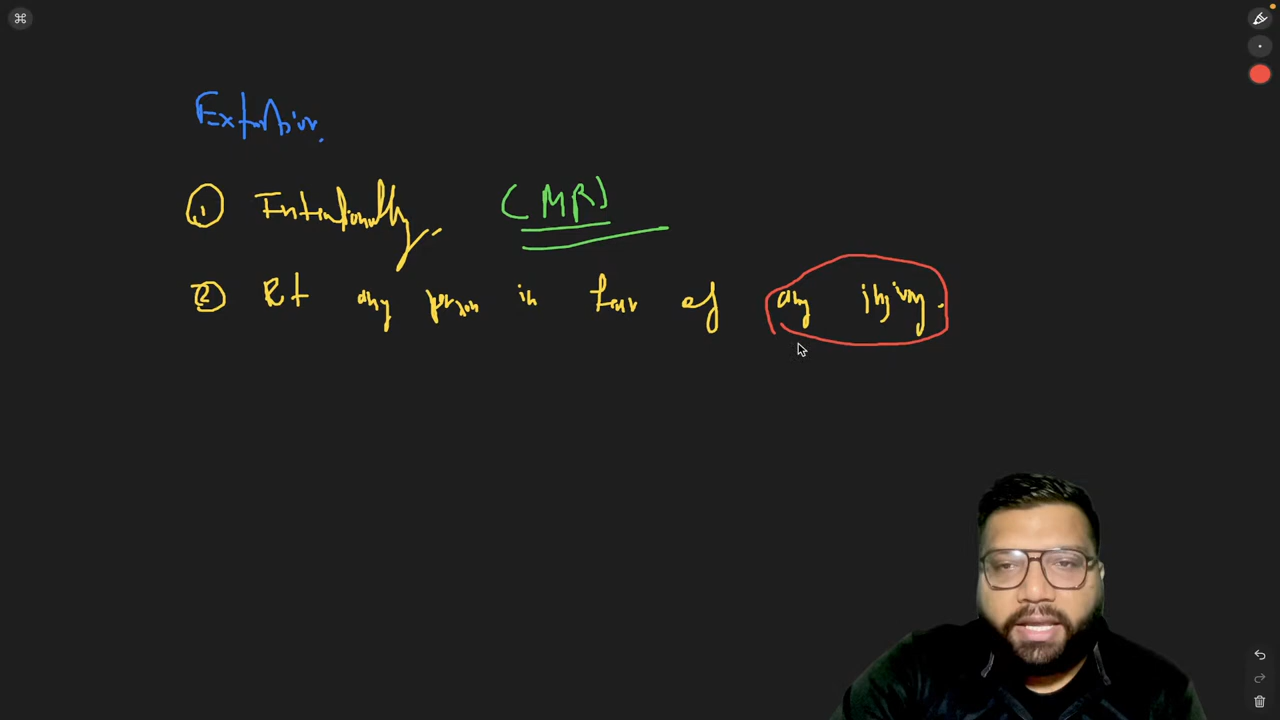 Extortion.
① Intentionally. (MR)
② Put any person in fear of any injury.